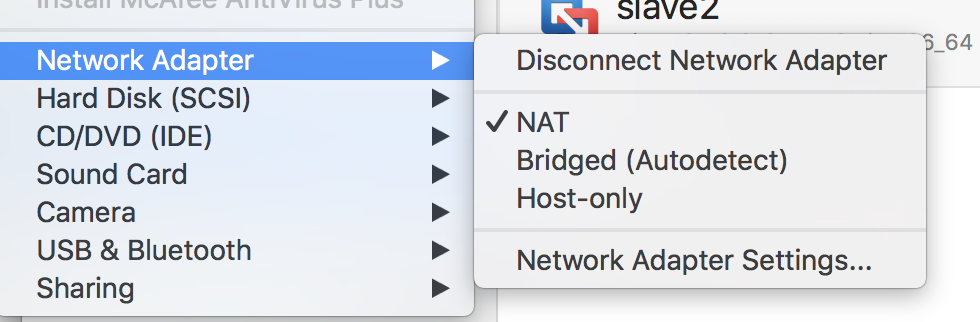 Install McAfee AntiVirus Plus
slave2
6_64
Network Adapter
Hard Disk (SCSI)
CD/DVD (IDE)
Sound Card
Camera
USB & Bluetooth
Sharing
Disconnect Network Adapter
NAT
Bridged (Autodetect)
Host-only
Network Adapter Settings...